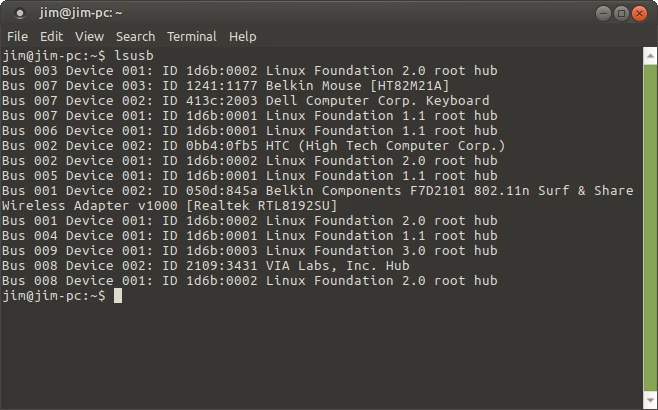 jim@jim-pc: ~
File Edit View Search Terminal Help
jim@jim-pc:~$ lsusb
Bus 003 Device 001: ID 1d6b:0002 Linux Foundation 2.0 root hub
Bus 007 Device 003: ID 1241:1177 Belkin Mouse [HT82M21A]
Bus 007 Device 002: ID 413c:2003 Dell Computer Corp. Keyboard
Bus 007 Device 001: ID 1d6b:0001 Linux Foundation 1.1 root hub
Bus 006 Device 001: ID 1d6b:0001 Linux Foundation 1.1 root hub
Bus 002 Device 002: ID 0bb4:0fb5 HTC (High Tech Computer Corp.)
Bus 002 Device 001: ID 1d6b:0002 Linux Foundation 2.0 root hub
Bus 005 Device 001: ID 1d6b:0001 Linux Foundation 1.1 root hub
Bus 001 Device 002: ID 050d:845a Belkin Components F7D2101 802.11n Surf & Share
Wireless Adapter v1000 [Realtek RTL8192SU]
Bus 001 Device 001: ID 1d6b:0002 Linux Foundation 2.0 root hub
Bus 004 Device 001: ID 1d6b:0001 Linux Foundation 1.1 root hub
Bus 009 Device 001: ID 1d6b:0003 Linux Foundation 3.0 root hub
Bus 008 Device 002: ID 2109:3431 VIA Labs, Inc. Hub
Bus 008 Device 001: ID 1d6b:0002 Linux Foundation 2.0 root hub
jim@jim-pc:~$